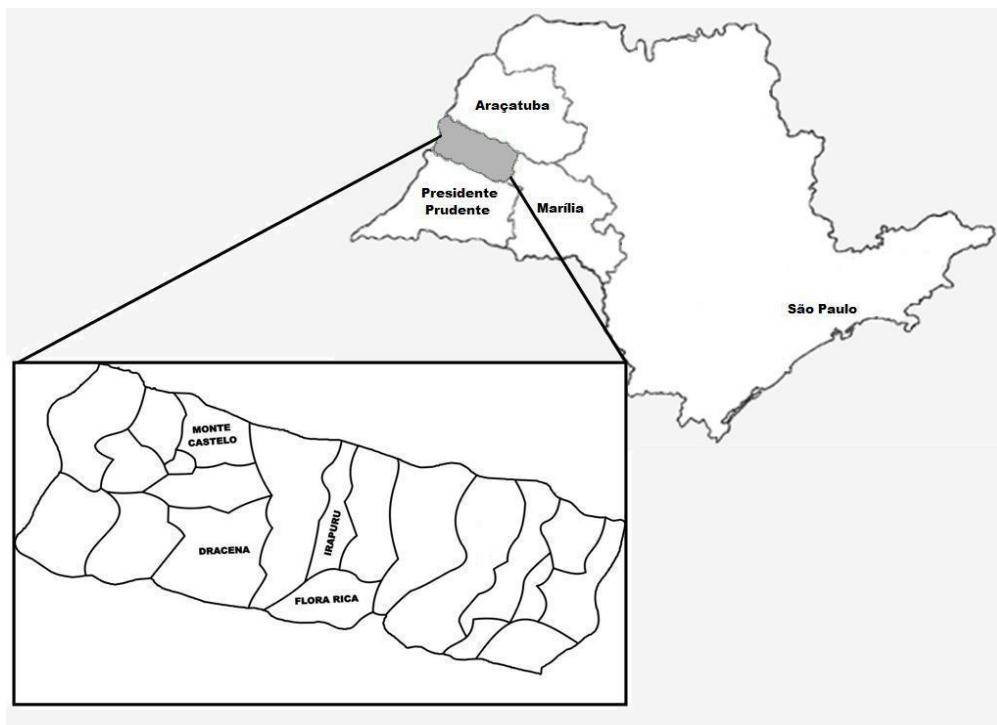 Araçatuba
Presidente
Prudente
Marília
São Paulo
MONTE
CASTELO
IRAPURU
DRACENA
FLORA RICA